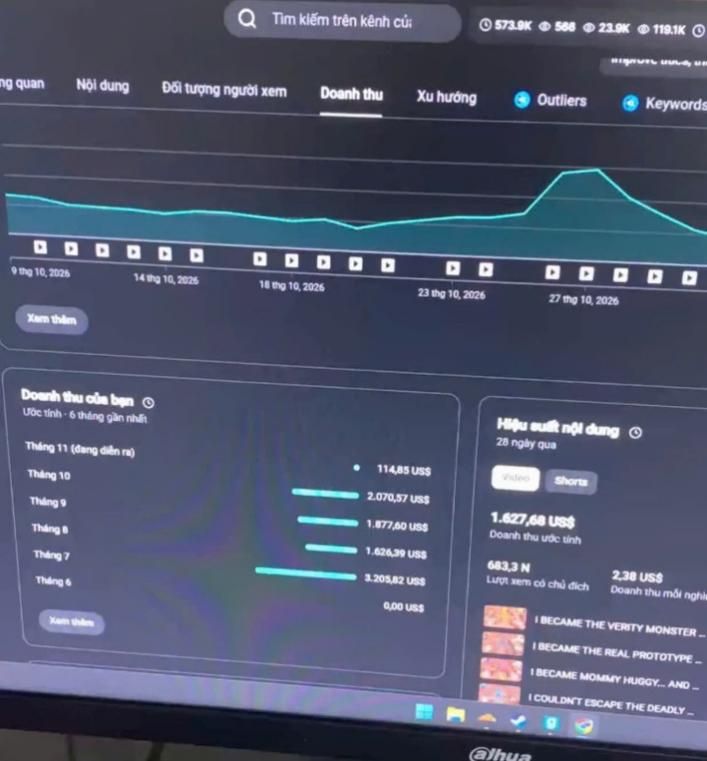 Tìm kiếm trên kênh củ
573.9K 566 23.9K 119.1K
ng quan Nội dung Đối tượng người xem Doanh thu Xu hướng Outliers Keywords
9 thg 10, 2026 14 thg 10, 2026 18 thg 10, 2026 23 thg 10, 2026 27 thg 10, 2026
Xem thêm
Doanh thu của bạn
Ước tính · 6 tháng gần nhất
Tháng 11 (đang diễn ra) 114,85 US$
Tháng 10 2.070,57 US$
Tháng 9 1.877,60 US$
Tháng 8 1.626,39 US$
Tháng 7 3.205,82 US$
Tháng 6 0,00 US$
Xem thêm
Hiệu suất nội dung
28 ngày qua
Video Shorts
1.627,68 US$
Doanh thu ước tính
683,3 N 2,38 US$
Lượt xem có chủ đích Doanh thu mỗi nghì
I BECAME THE VERITY MONSTER ...
I BECAME THE REAL PROTOTYPE ...
I BECAME MOMMY HUGGY... AND ...
I COULDN'T ESCAPE THE DEADLY ...
alhua